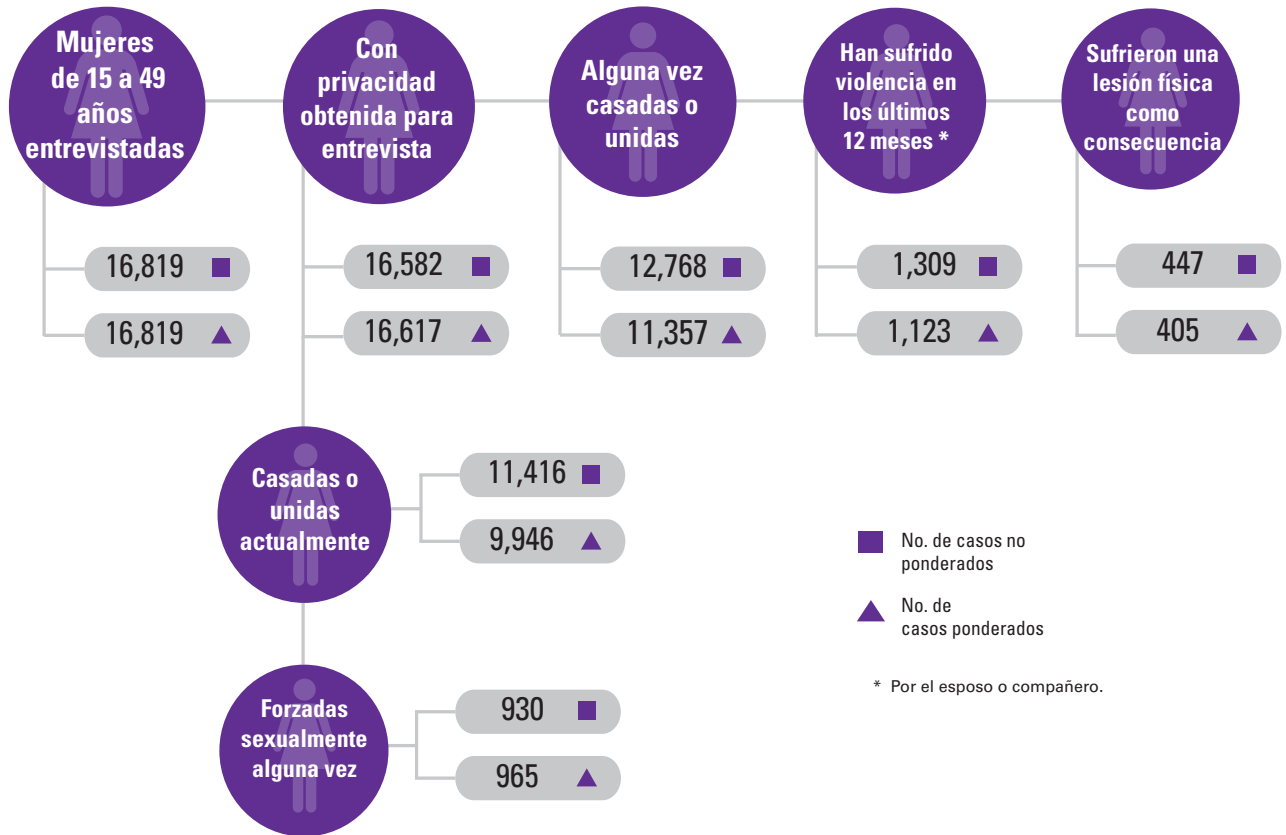 Mujeres
de 15 a 49
años
entrevistadas
Con
privacidad
obtenida para
entrevista
Alguna vez
casadas o
unidas
Han sufrido
violencia en
los últimos
12 meses *
Sufrieron una
lesión física
como
consecuencia
16,819
16,819
16,582
16,617
12,768
11,357
1,309
1,123
447
405
Casadas o
unidas
actualmente
11,416
9,946
Forzadas
sexualmente
alguna vez
930
965
No. de casos no
ponderados
No. de
casos ponderados
* Por el esposo o compañero.